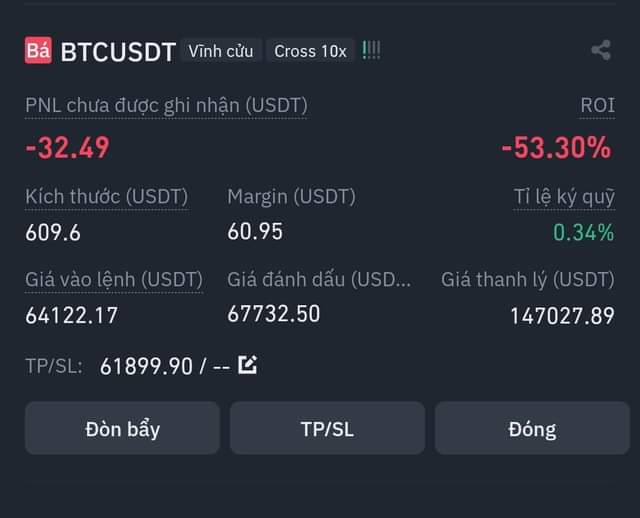 Bá BTCUSDT Vĩnh cửu Cross 10x
PNL chưa được ghi nhận (USDT) ROI
-32.49 -53.30%
Kích thước (USDT) Margin (USDT) Tỉ lệ ký quỹ
609.6 60.95 0.34%
Giá vào lệnh (USDT) Giá đánh dấu (USD... Giá thanh lý (USDT)
64122.17 67732.50 147027.89
TP/SL: 61899.90 / --
Đòn bẩy TP/SL Đóng